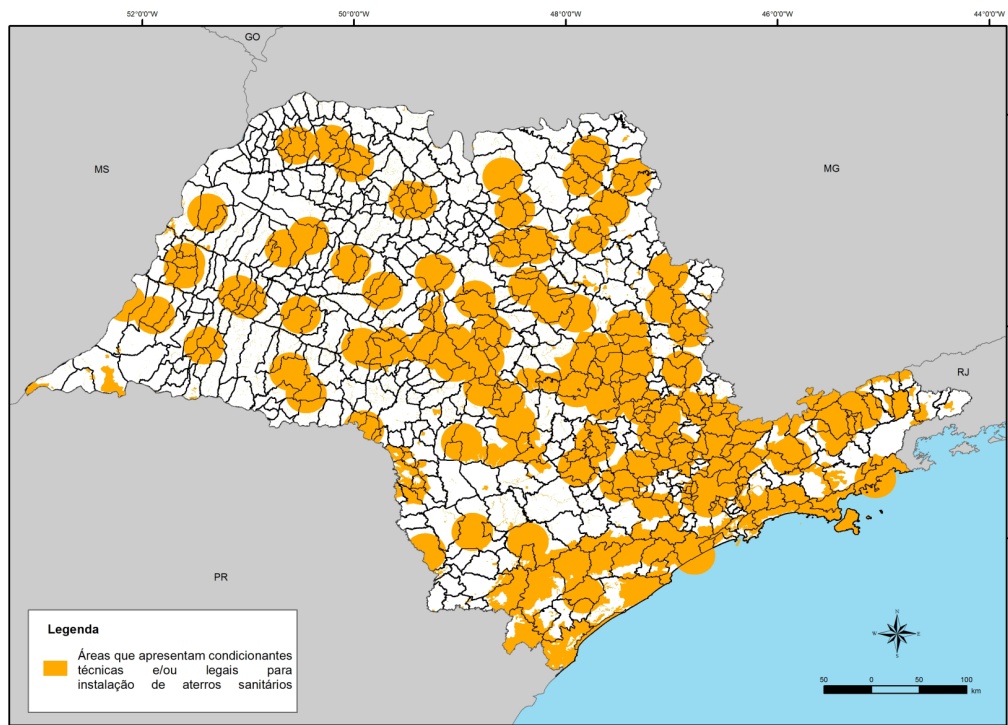 52°0'0"W 50°0'0"W 48°0'0"W 46°0'0"W 44°0'0"W
GO
MS
MG
RJ
PR
Legenda
Áreas que apresentam condicionantes
técnicas e/ou legais para
instalação de aterros sanitários
N
W E
S
50 0 50 100
km